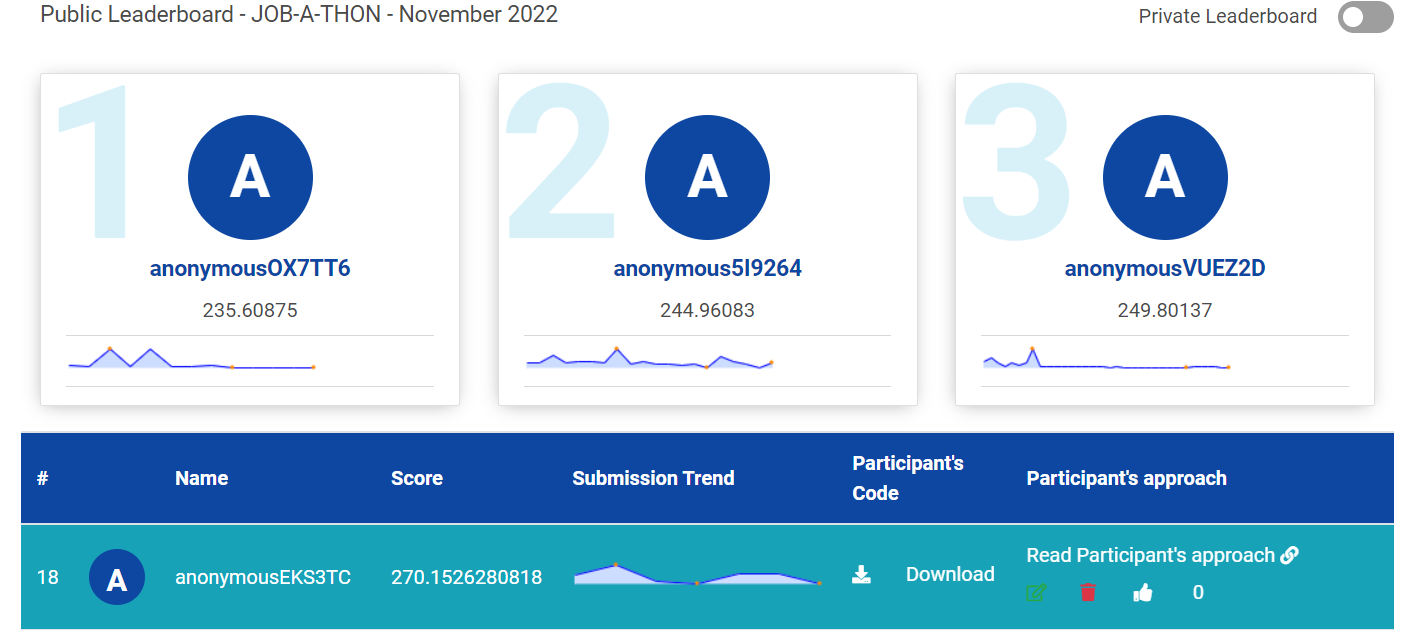 Public Leaderboard - JOB-A-THON - November 2022
Private Leaderboard
1
A
anonymousOX7TT6
235.60875
2
A
anonymous5I9264
244.96083
3
A
anonymousVUEZ2D
249.80137
# Name Score Submission Trend Participant's Code Participant's approach
18 A anonymousEKS3TC 270.1526280818 Download Read Participant's approach
0